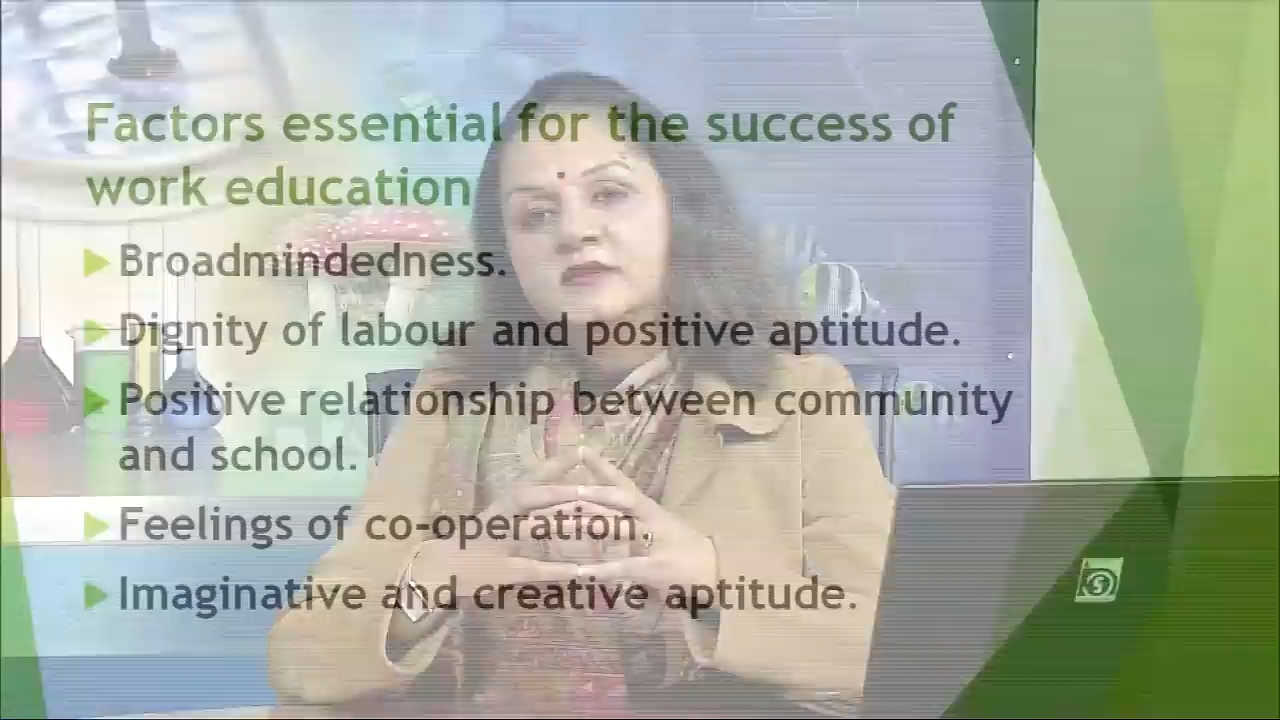 Factors essential for the success of
work education
Broadmindedness.
Dignity of labour and positive aptitude.
Positive relationship between community
and school.
Feelings of co-operation.
Imaginative and creative aptitude.